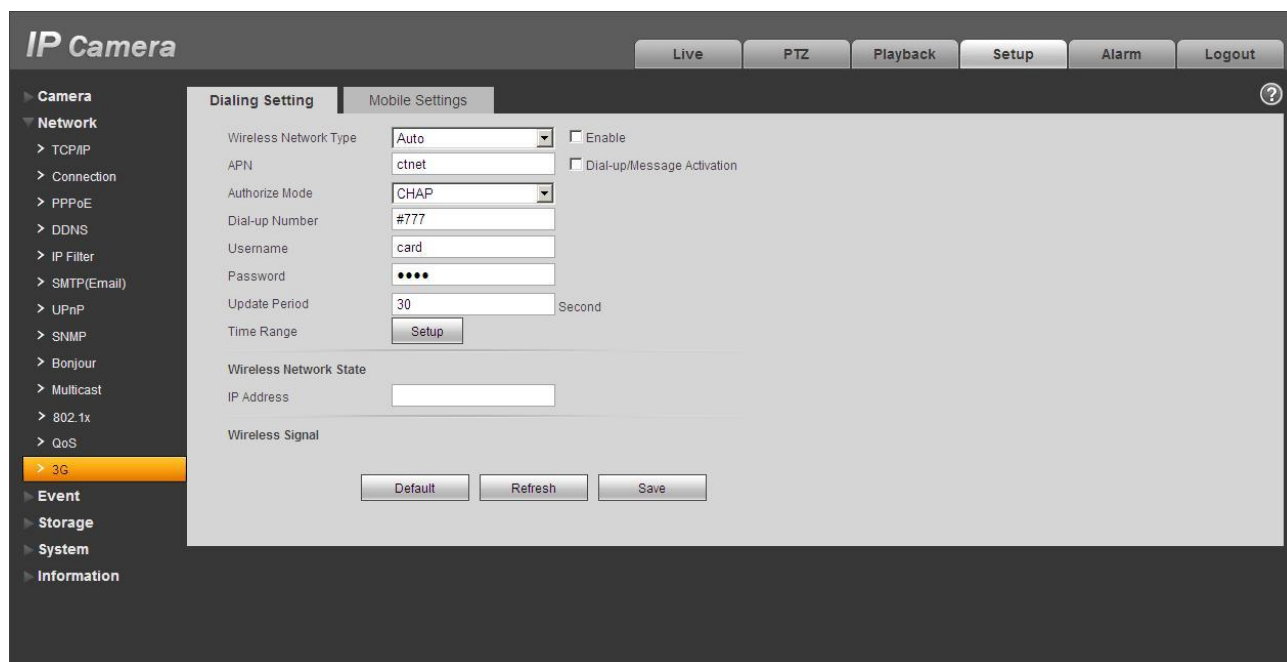 IP Camera
Live PTZ Playback Setup Alarm Logout
Camera
Network
> TCP/IP
> Connection
> PPPoE
> DDNS
> IP Filter
> SMTP(Email)
> UPnP
> SNMP
> Bonjour
> Multicast
> 802.1x
> QoS
> 3G
Event
Storage
System
Information
Dialing Setting Mobile Settings
?
Wireless Network Type Auto Enable
APN ctnet Dial-up/Message Activation
Authorize Mode CHAP
Dial-up Number #777
Username card
Password ••••
Update Period 30 Second
Time Range Setup
Wireless Network State
IP Address
Wireless Signal
Default Refresh Save